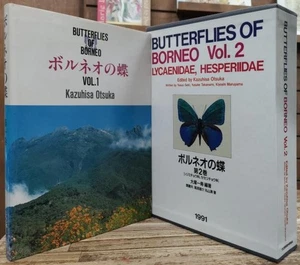 BUTTERFLIES
OF
BORNEO
ボルネオの蝶
VOL.1
Kazuhisa Otsuka
BUTTERFLIES OF
BORNEO Vol. 2
LYCAENIDAE, HESPERIIDAE
Edited by Kazuhisa Otsuka
ボルネオの蝶
第2巻
1991
BUTTERFLIES OF BORNEO VOL. 2